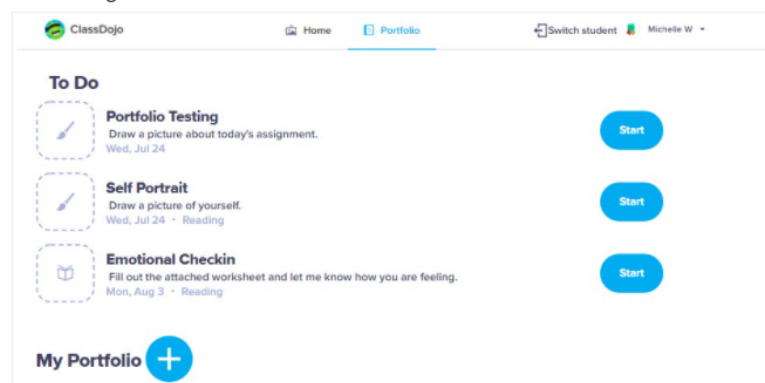 ClassDojo Home Portfolio Switch student Michelle W
To Do
Portfolio Testing
Draw a picture about today's assignment.
Wed, Jul 24
Start
Self Portrait
Draw a picture of yourself.
Wed, Jul 24 · Reading
Start
Emotional Checkin
Fill out the attached worksheet and let me know how you are feeling.
Mon, Aug 3 · Reading
Start
My Portfolio +